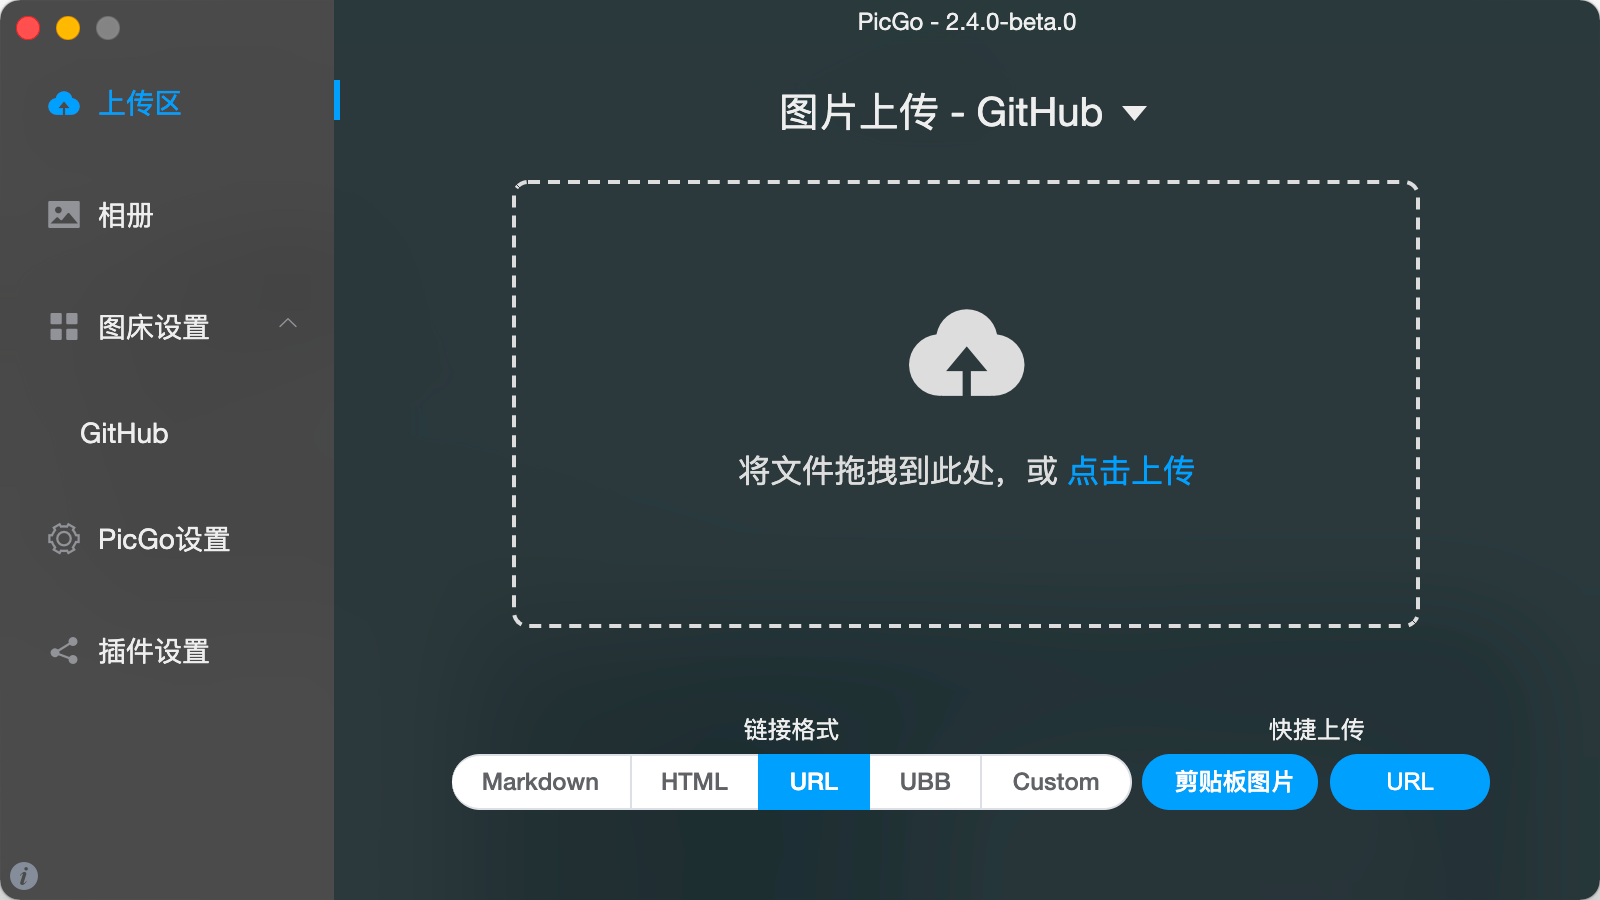 PicGo - 2.4.0-beta.0
上传区
相册
图床设置
GitHub
PicGo设置
插件设置
图片上传 - GitHub
将文件拖拽到此处，或 点击上传
链接格式
Markdown HTML URL UBB Custom
快捷上传
剪贴板图片 URL
i